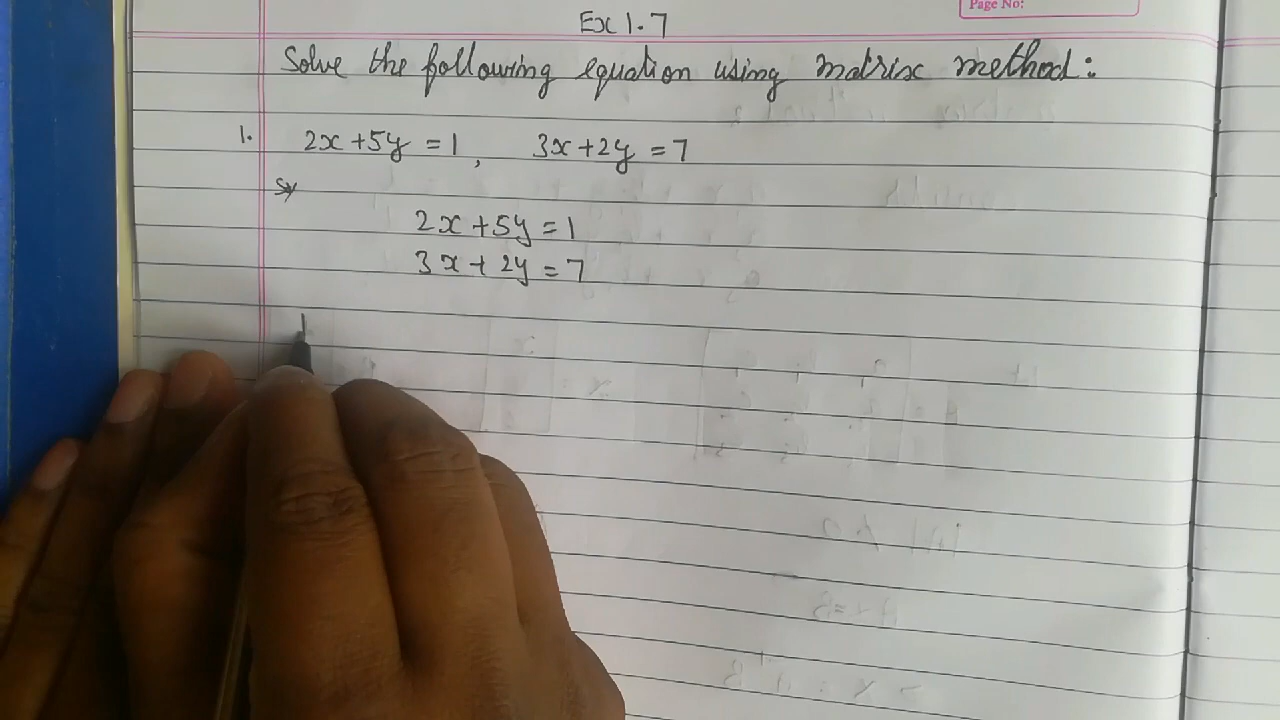 Page No:
Ex 1.7
Solve the following equation using matrix method:
1. 2x+5y=1, 3x+2y=7
2x+5y=1
3x+2y=7